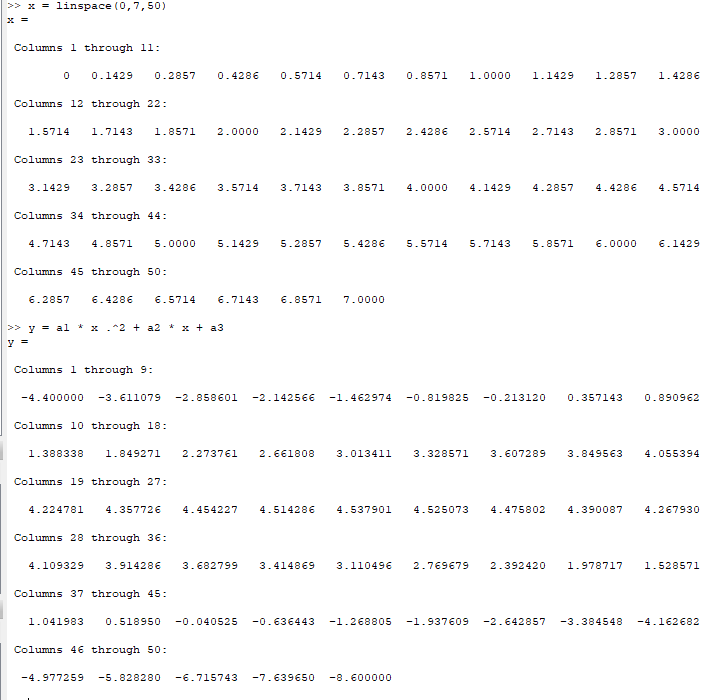 >> x = linspace(0,7,50)
x =
Columns 1 through 11:
0 0.1429 0.2857 0.4286 0.5714 0.7143 0.8571 1.0000 1.1429 1.2857 1.4286
Columns 12 through 22:
1.5714 1.7143 1.8571 2.0000 2.1429 2.2857 2.4286 2.5714 2.7143 2.8571 3.0000
Columns 23 through 33:
3.1429 3.2857 3.4286 3.5714 3.7143 3.8571 4.0000 4.1429 4.2857 4.4286 4.5714
Columns 34 through 44:
4.7143 4.8571 5.0000 5.1429 5.2857 5.4286 5.5714 5.7143 5.8571 6.0000 6.1429
Columns 45 through 50:
6.2857 6.4286 6.5714 6.7143 6.8571 7.0000
>> y = a1 * x .^2 + a2 * x + a3
y =
Columns 1 through 9:
-4.400000 -3.611079 -2.858601 -2.142566 -1.462974 -0.819825 -0.213120 0.357143 0.890962
Columns 10 through 18:
1.388338 1.849271 2.273761 2.661808 3.013411 3.328571 3.607289 3.849563 4.055394
Columns 19 through 27:
4.224781 4.357726 4.454227 4.514286 4.537901 4.525073 4.475802 4.390087 4.267930
Columns 28 through 36:
4.109329 3.914286 3.682799 3.414869 3.110496 2.769679 2.392420 1.978717 1.528571
Columns 37 through 45:
1.041983 0.518950 -0.040525 -0.636443 -1.268805 -1.937609 -2.642857 -3.384548 -4.162682
Columns 46 through 50:
-4.977259 -5.828280 -6.715743 -7.639650 -8.600000